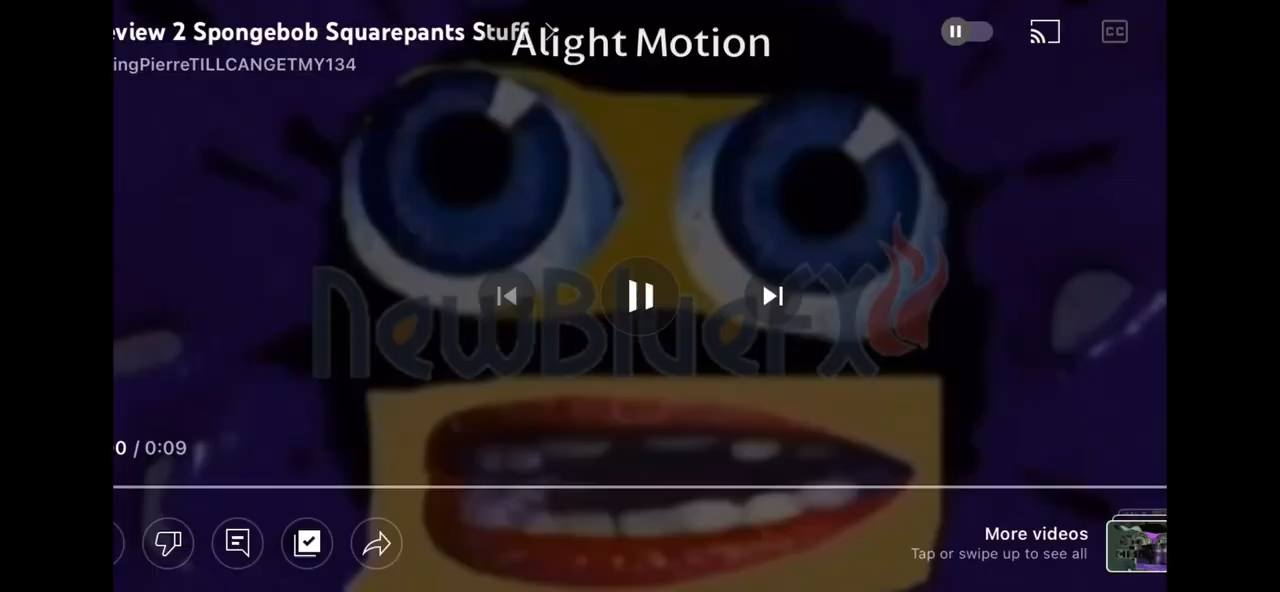 eview 2 Spongebob Squarepants Stuff
Alight Motion
ingPierreTILLCANGETMY134
CC
NewBlueFX
0 / 0:09
More videos
Tap or swipe up to see all